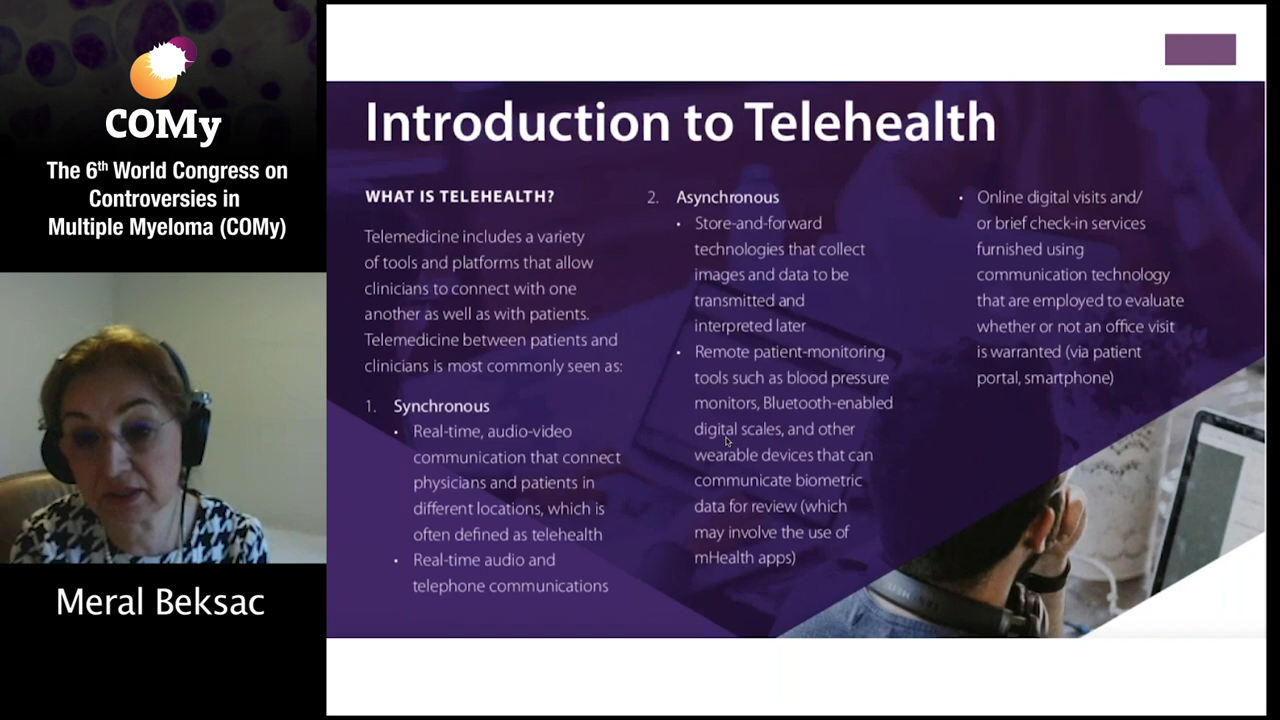 COMy
The 6th World Congress on
Controversies in
Multiple Myeloma (COMy)
Meral Beksac
Introduction to Telehealth
WHAT IS TELEHEALTH?
Telemedicine includes a variety
of tools and platforms that allow
clinicians to connect with one
another as well as with patients.
Telemedicine between patients and
clinicians is most commonly seen as:
1. Synchronous
• Real-time, audio-video
communication that connect
physicians and patients in
different locations, which is
often defined as telehealth
• Real-time audio and
telephone communications
2. Asynchronous
• Store-and-forward
technologies that collect
images and data to be
transmitted and
interpreted later
• Remote patient-monitoring
tools such as blood pressure
monitors, Bluetooth-enabled
digital scales, and other
wearable devices that can
communicate biometric
data for review (which
may involve the use of
mHealth apps)
• Online digital visits and/
or brief check-in services
furnished using
communication technology
that are employed to evaluate
whether or not an office visit
is warranted (via patient
portal, smartphone)